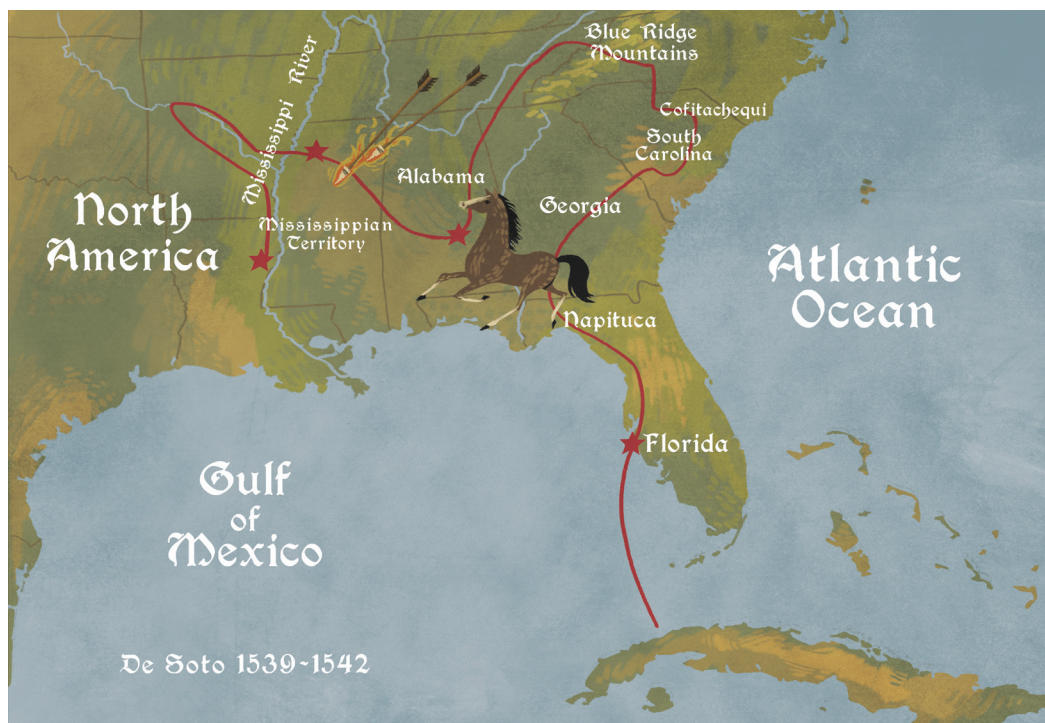 Blue Ridge
Mountains
Mississippi River
Cofitachequi
South
Carolina
Alabama
North
America
Georgia
Mississippian
Territory
Atlantic
Ocean
Napituca
Florida
Gulf
of
Mexico
De Soto 1539-1542